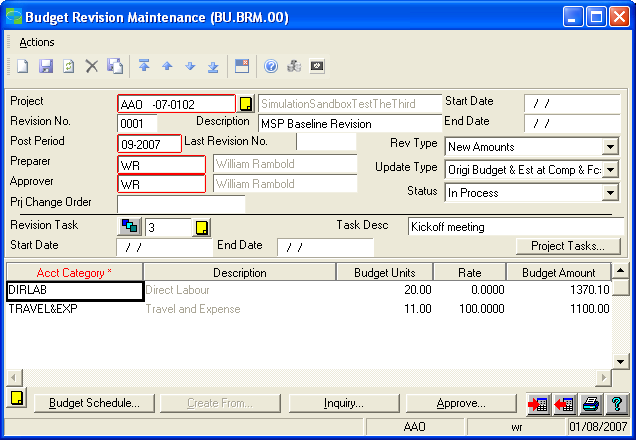 Budget Revision Maintenance (BU.BRM.00)
Actions
Project AAO -07-0102 SimulationSandboxTestTheThird Start Date / /
Revision No. 0001 Description MSP Baseline Revision End Date / /
Post Period 09-2007 Last Revision No. Rev Type New Amounts
Preparer WR William Rambold Update Type Origi Budget & Est at Comp & Fc
Approver WR William Rambold Status In Process
Prj Change Order
Revision Task 3 Task Desc Kickoff meeting
Start Date / / End Date / / Project Tasks...
Acct Category * Description Budget Units Rate Budget Amount
DIRLAB Direct Labour 20.00 0.0000 1370.10
TRAVEL&EXP Travel and Expense 11.00 100.0000 1100.00
Budget Schedule... Create From... Inquiry... Approve...
AAO wr 01/08/2007